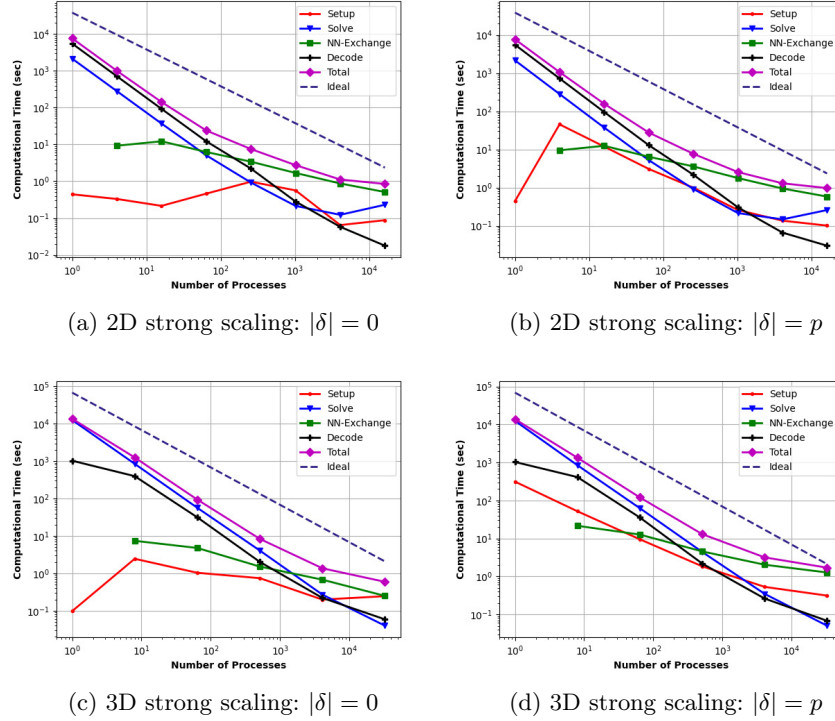 10⁴
10³
10²
10¹
10⁰
10⁻¹
10⁻²
Computational Time (sec)
Setup
Solve
NN-Exchange
Decode
Total
Ideal
10⁰ 10¹ 10² 10³ 10⁴
Number of Processes
(a) 2D strong scaling: |δ| = 0
10⁴
10³
10²
10¹
10⁰
10⁻¹
Computational Time (sec)
Setup
Solve
NN-Exchange
Decode
Total
Ideal
10⁰ 10¹ 10² 10³ 10⁴
Number of Processes
(b) 2D strong scaling: |δ| = p
10⁵
10⁴
10³
10²
10¹
10⁰
10⁻¹
Computational Time (sec)
Setup
Solve
NN-Exchange
Decode
Total
Ideal
10⁰ 10¹ 10² 10³ 10⁴
Number of Processes
(c) 3D strong scaling: |δ| = 0
10⁵
10⁴
10³
10²
10¹
10⁰
10⁻¹
Computational Time (sec)
Setup
Solve
NN-Exchange
Decode
Total
Ideal
10⁰ 10¹ 10² 10³ 10⁴
Number of Processes
(d) 3D strong scaling: |δ| = p